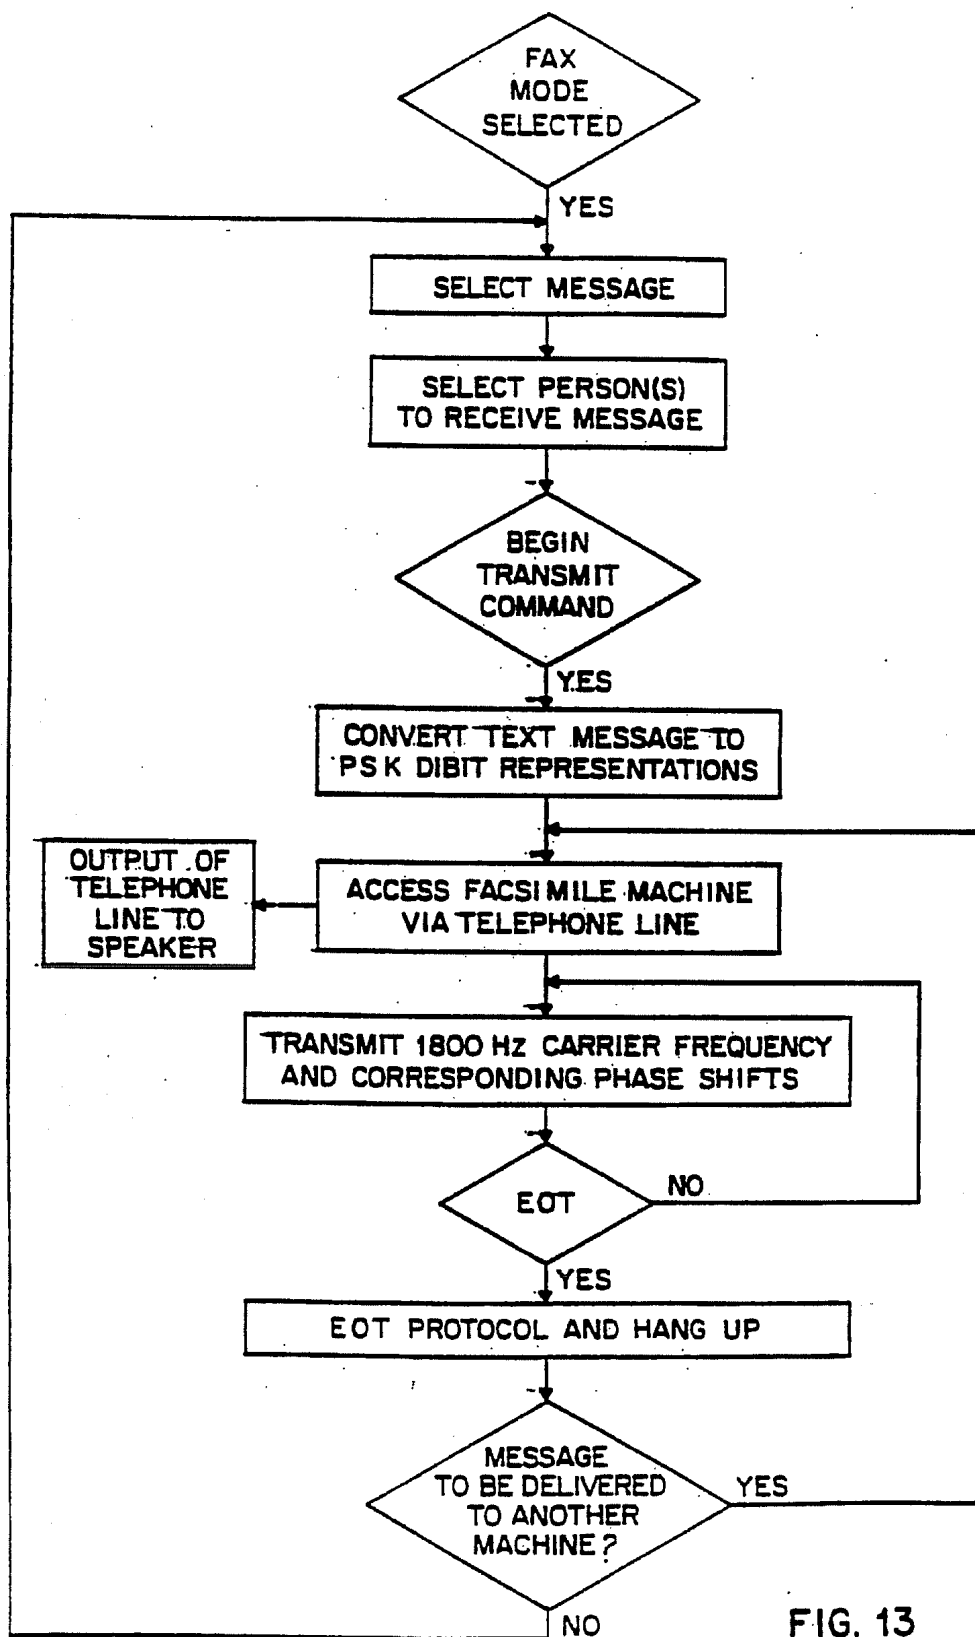 FAX
MODE
SELECTED
YES
SELECT MESSAGE
SELECT PERSON(S)
TO RECEIVE MESSAGE
BEGIN
TRANSMIT
COMMAND
YES
CONVERT TEXT MESSAGE TO
PSK DIBIT REPRESENTATIONS
OUTPUT OF
TELEPHONE
LINE TO
SPEAKER
ACCESS FACSIMILE MACHINE
VIA TELEPHONE LINE
TRANSMIT 1800 Hz CARRIER FREQUENCY
AND CORRESPONDING PHASE SHIFTS
EOT
NO
YES
EOT PROTOCOL AND HANG UP
MESSAGE
TO BE DELIVERED
TO ANOTHER
MACHINE?
YES
NO
FIG. 13